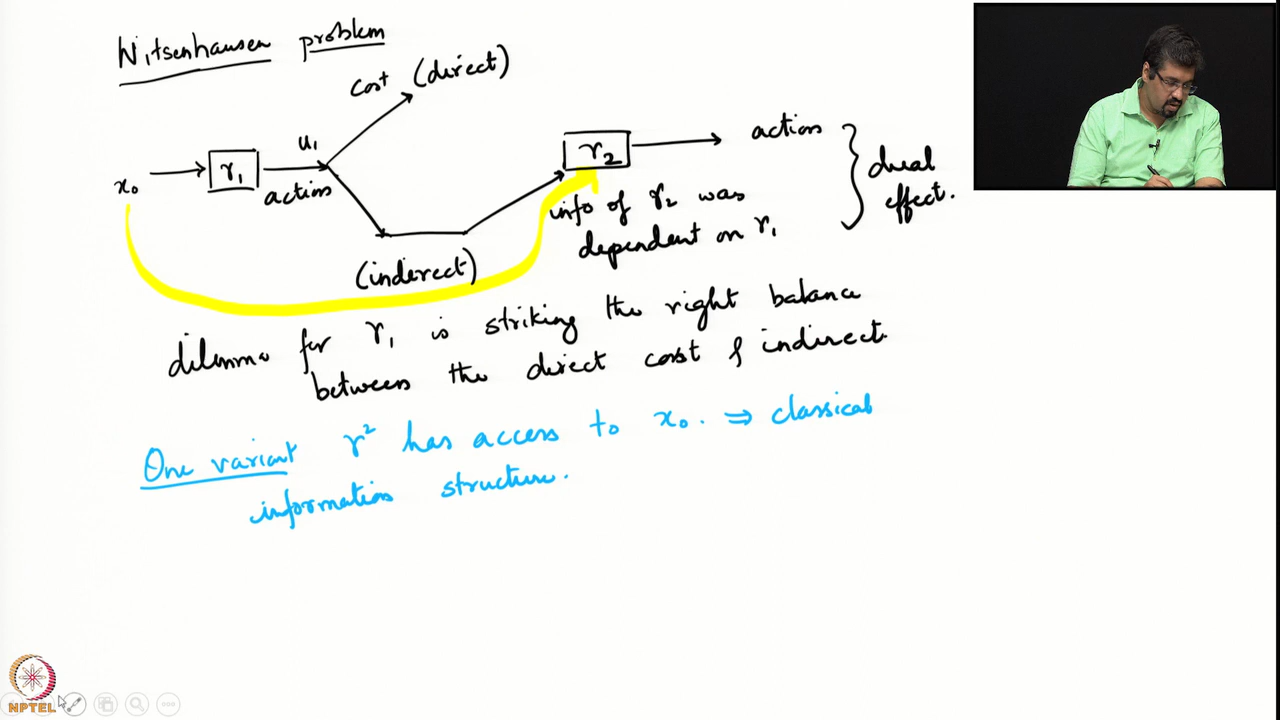 Witsenhausen problem
cost (direct)
x₀
γ₁
u₁
action
γ₂
action
dual
effect.
info of γ₂ was
dependent on γ₁
(indirect)
dilemma for γ₁ is striking the right balance
between the direct cost & indirect
One variant γ² has access to x₀. ⇒ classical
information structure.
NPTEL